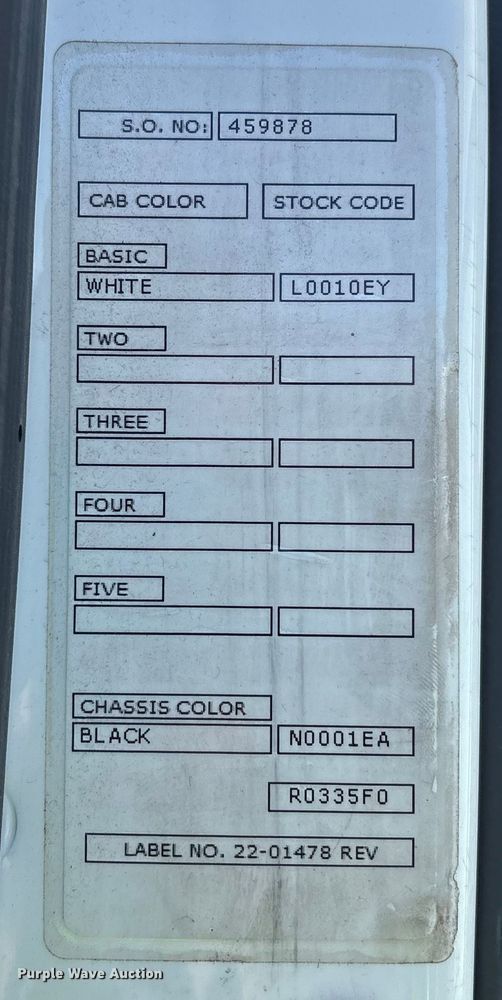 S.O. NO: 459878
CAB COLOR STOCK CODE
BASIC
WHITE L0010EY
TWO
THREE
FOUR
FIVE
CHASSIS COLOR
BLACK N0001EA
R0335F0
LABEL NO. 22-01478 REV
Purple Wave Auction